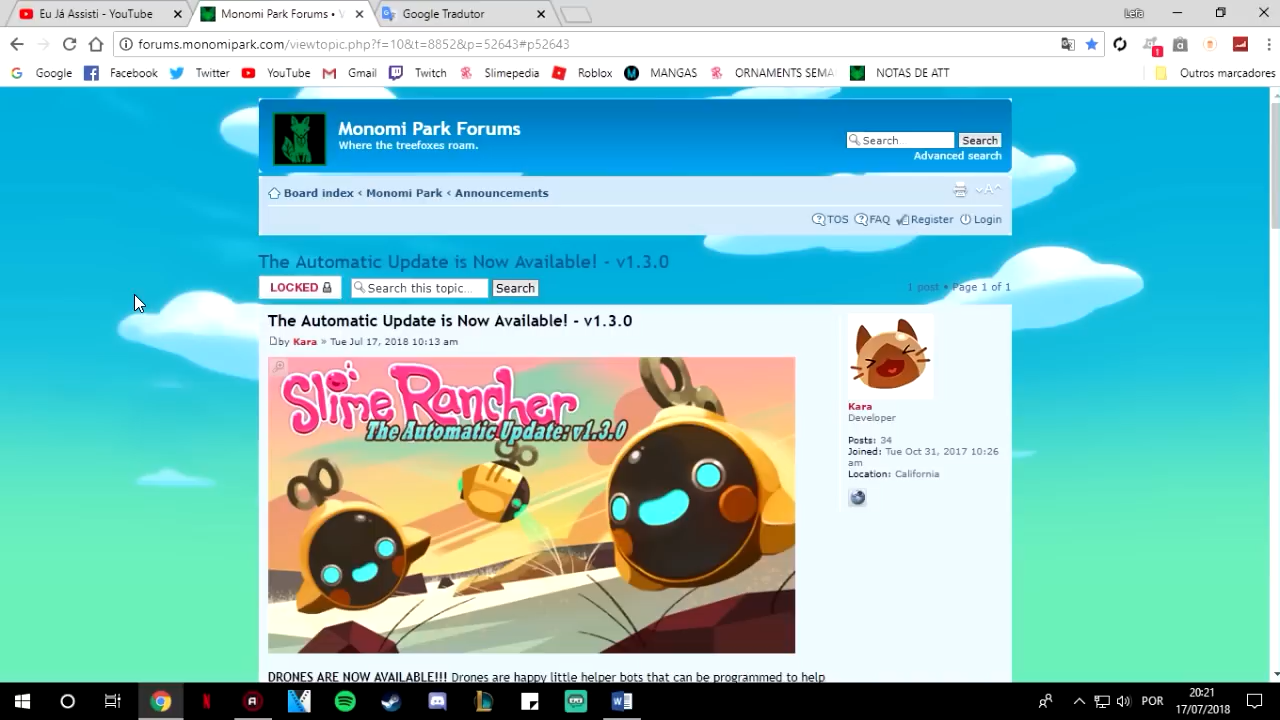 Eu Já Assisti - YouTube
Monomi Park Forums • V
Google Tradutor
Lefa
forums.monomipark.com/viewtopic.php?f=10&t=8852&p=52643#p52643
1
Google
Facebook
Twitter
YouTube
Gmail
Twitch
Slimepedia
Roblox
MANGAS
ORNAMENTS SEMA
NOTAS DE ATT
Outros marcadores
Monomi Park Forums
Where the treefoxes roam.
Search…
Search
Advanced search
Board index ‹ Monomi Park ‹ Announcements
TOS
FAQ
Register
Login
The Automatic Update is Now Available! - v1.3.0
LOCKED
Search this topic…
Search
1 post • Page 1 of 1
The Automatic Update is Now Available! - v1.3.0
by Kara » Tue Jul 17, 2018 10:13 am
Slime Rancher
The Automatic Update: v1.3.0
Kara
Developer
Posts: 34
Joined: Tue Oct 31, 2017 10:26
am
Location: California
DRONES ARE NOW AVAILABLE!!! Drones are happy little helper bots that can be programmed to help
POR
20:21
17/07/2018